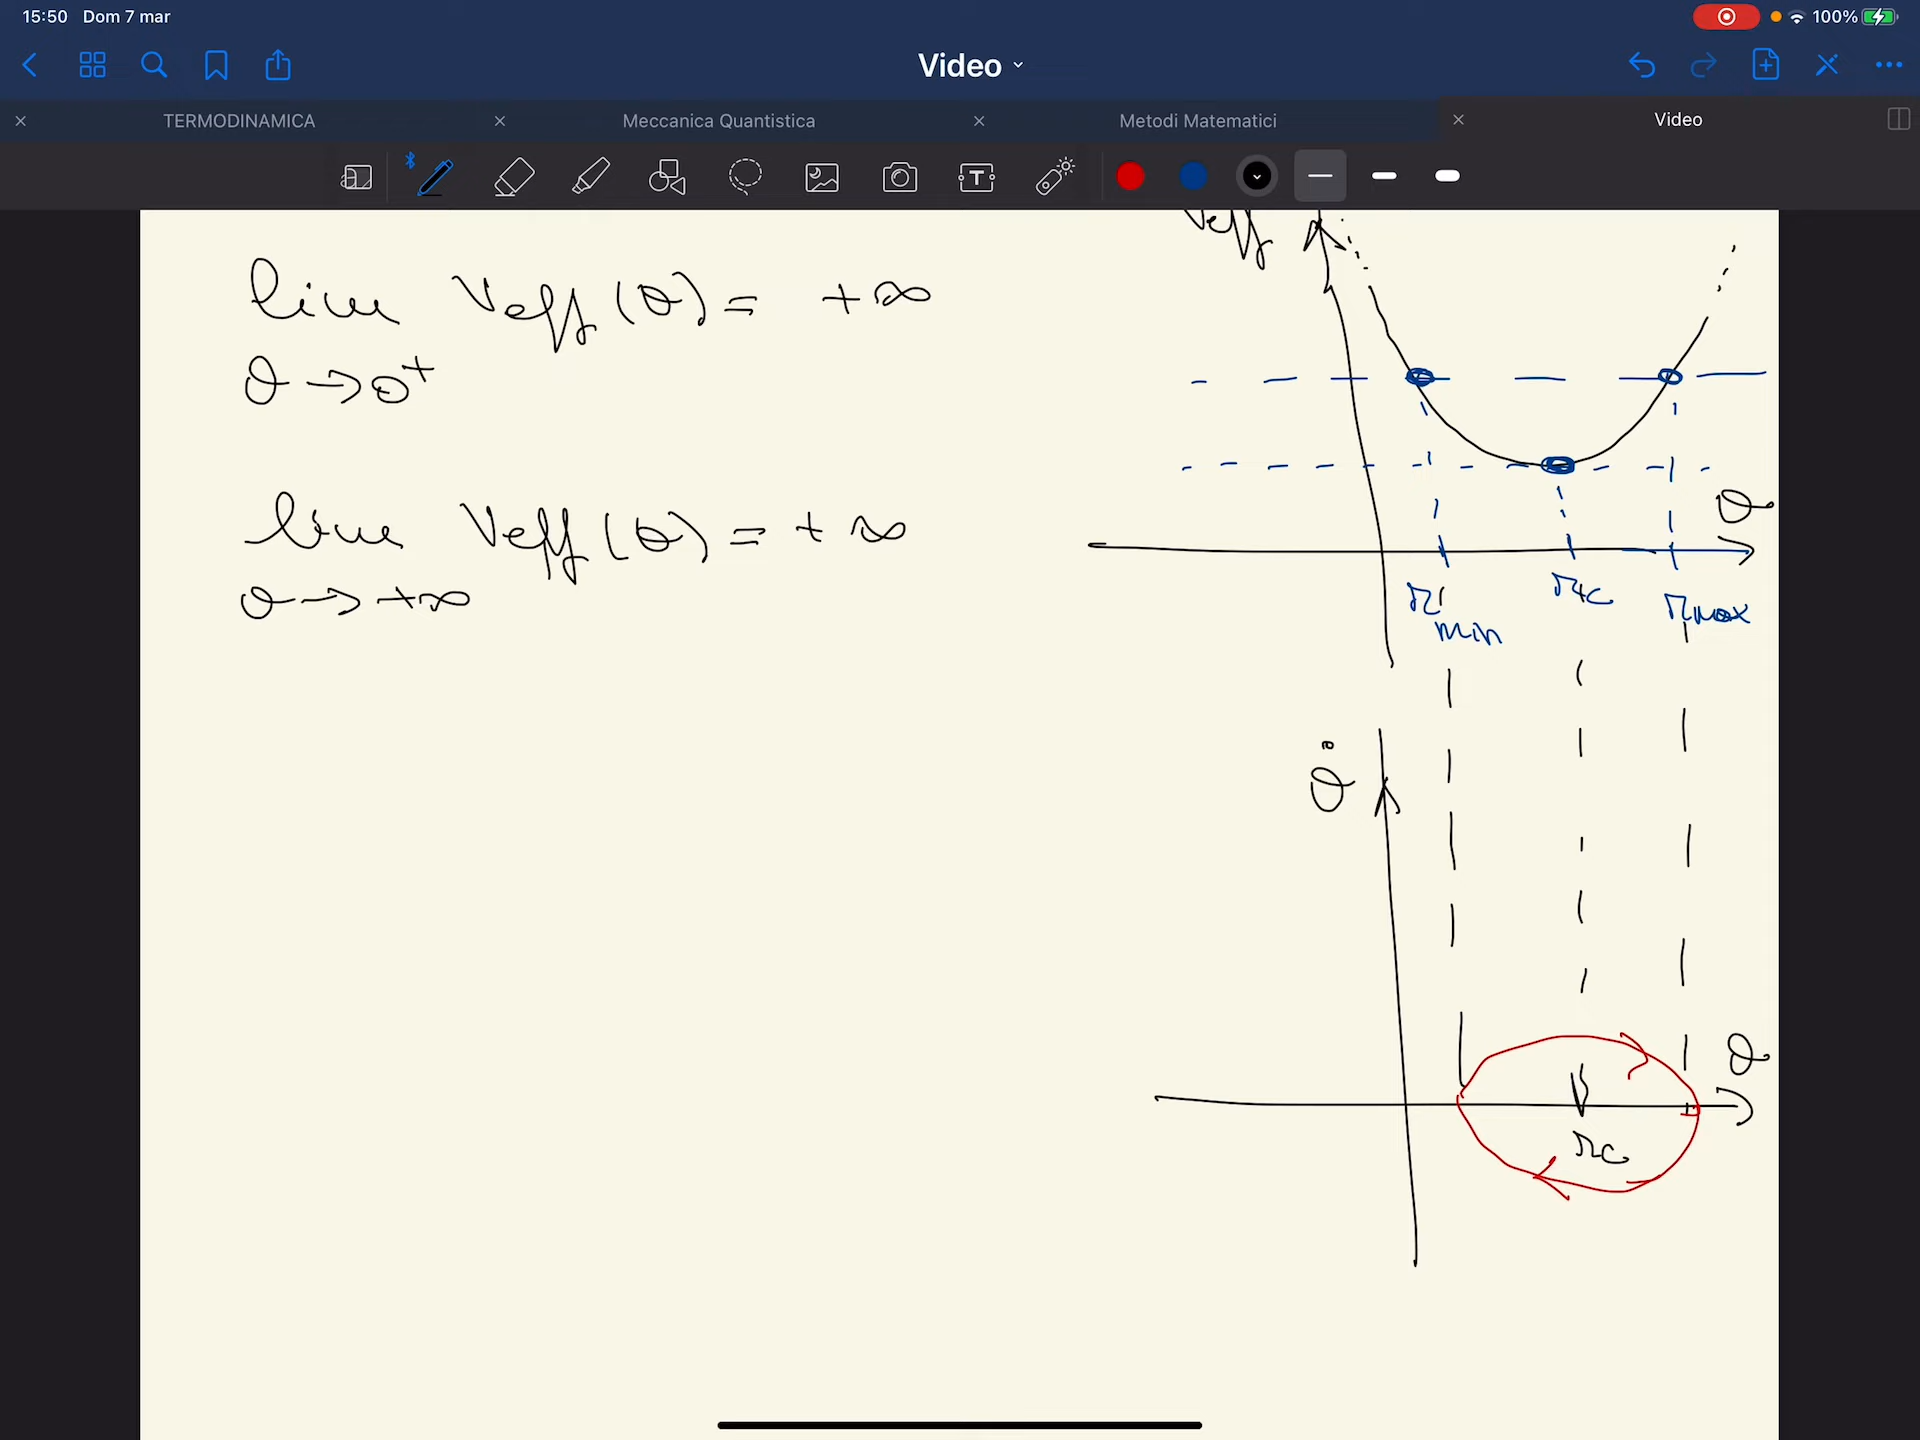 15:50 Dom 7 mar
100%
Video
TERMODINAMICA
Meccanica Quantistica
Metodi Matematici
Video
T
Veff
lim Veff(θ) = +∞
θ → 0⁺
lim Veff(θ) = +∞
θ → +∞
θ
r min
rc
rmax
θ̇
θ
rc